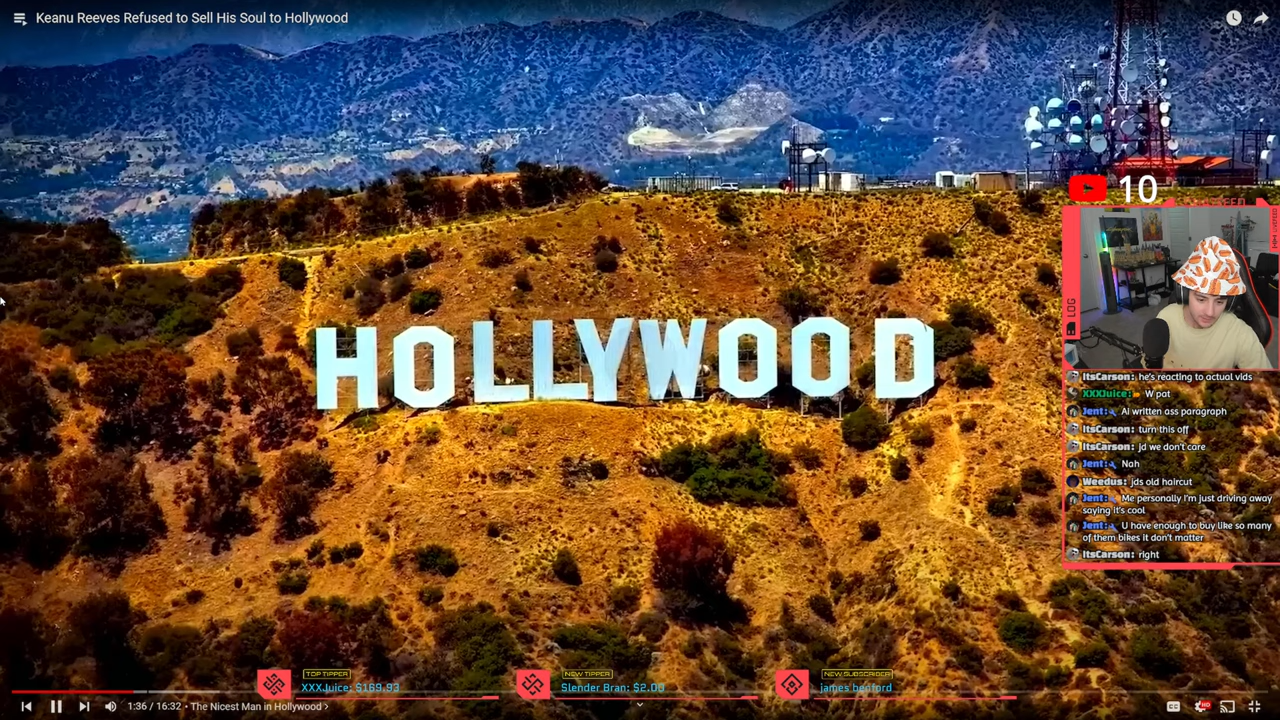 Keanu Reeves Refused to Sell His Soul to Hollywood
10
HOLLYWOOD
LOG
ItsCarson: he's reacting to actual vids
XXXJuice: W pat
Jent: Ai written ass paragraph
ItsCarson: turn this off
ItsCarson: jd we don't care
Jent: Nah
Weedus: jds old haircut
Jent: Me personally I'm just driving away
saying it's cool
Jent: U have enough to buy like so many
of them bikes it don't matter
ItsCarson: right
TOP TIPPER
XXXJuice: $169.93
NEW TIPPER
Slender Bran: $2.00
NEW SUBSCRIBER
james benford
1:36 / 16:32 • The Nicest Man in Hollywood >
CC
HD